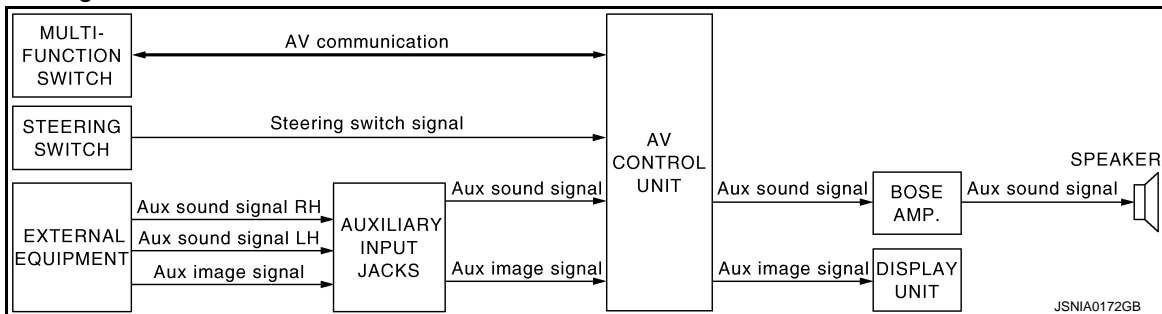 MULTI-
FUNCTION
SWITCH
AV communication
STEERING
SWITCH
Steering switch signal
EXTERNAL
EQUIPMENT
Aux sound signal RH
Aux sound signal LH
Aux image signal
AUXILIARY
INPUT
JACKS
Aux sound signal
Aux image signal
AV
CONTROL
UNIT
Aux sound signal
Aux image signal
BOSE
AMP.
DISPLAY
UNIT
Aux sound signal
SPEAKER
JSNIA0172GB